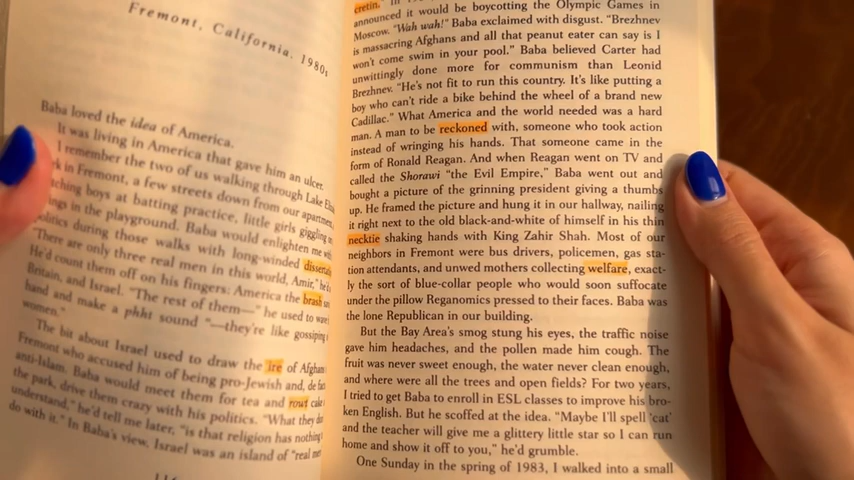 Fremont, California. 1980s
Baba loved the idea of America.
It was living in America that gave him an ulcer.
I remember the two of us walking through Lake
in Fremont, a few streets down from our
boys at batting practice, little girls giggling
in the playground. Baba would enlighten me
during those walks with long-winded
"There are only three real men in this world, Amir," he'd
He'd count them off on his fingers: America the brash
Britain, and Israel. "The rest of them—" he used to
hand and make a phht sound "—they're like gossiping
women."
The bit about Israel used to draw the ire of
Fremont who accused him of being pro-Jewish and, de
anti-Islam. Baba would meet them for tea and rowt
the park, drive them crazy with his politics. "What they
understand," he'd tell me later, "is that religion has nothing
do with it." In Baba's view, Israel was an island of "real
cretin.
announced it would be boycotting the Olympic Games in
Moscow. "Wah wah!" Baba exclaimed with disgust. "Brezhnev
is massacring Afghans and all that peanut eater can say is I
won't come swim in your pool." Baba believed Carter had
unwittingly done more for communism than Leonid
Brezhnev. "He's not fit to run this country. It's like putting a
boy who can't ride a bike behind the wheel of a brand new
Cadillac." What America and the world needed was a hard
man. A man to be reckoned with, someone who took action
instead of wringing his hands. That someone came in the
form of Ronald Reagan. And when Reagan went on TV and
called the Shorawi "the Evil Empire," Baba went out and
bought a picture of the grinning president giving a thumbs
up. He framed the picture and hung it in our hallway, nailing
it right next to the old black-and-white of himself in his thin
necktie shaking hands with King Zahir Shah. Most of our
neighbors in Fremont were bus drivers, policemen, gas sta-
tion attendants, and unwed mothers collecting welfare, exact-
ly the sort of blue-collar people who would soon suffocate
under the pillow Reganomics pressed to their faces. Baba was
the lone Republican in our building.
But the Bay Area's smog stung his eyes, the traffic noise
gave him headaches, and the pollen made him cough. The
fruit was never sweet enough, the water never clean enough,
and where were all the trees and open fields? For two years,
I tried to get Baba to enroll in ESL classes to improve his bro-
ken English. But he scoffed at the idea. "Maybe I'll spell 'cat'
and the teacher will give me a glittery little star so I can run
home and show it off to you," he'd grumble.
One Sunday in the spring of 1983, I walked into a small